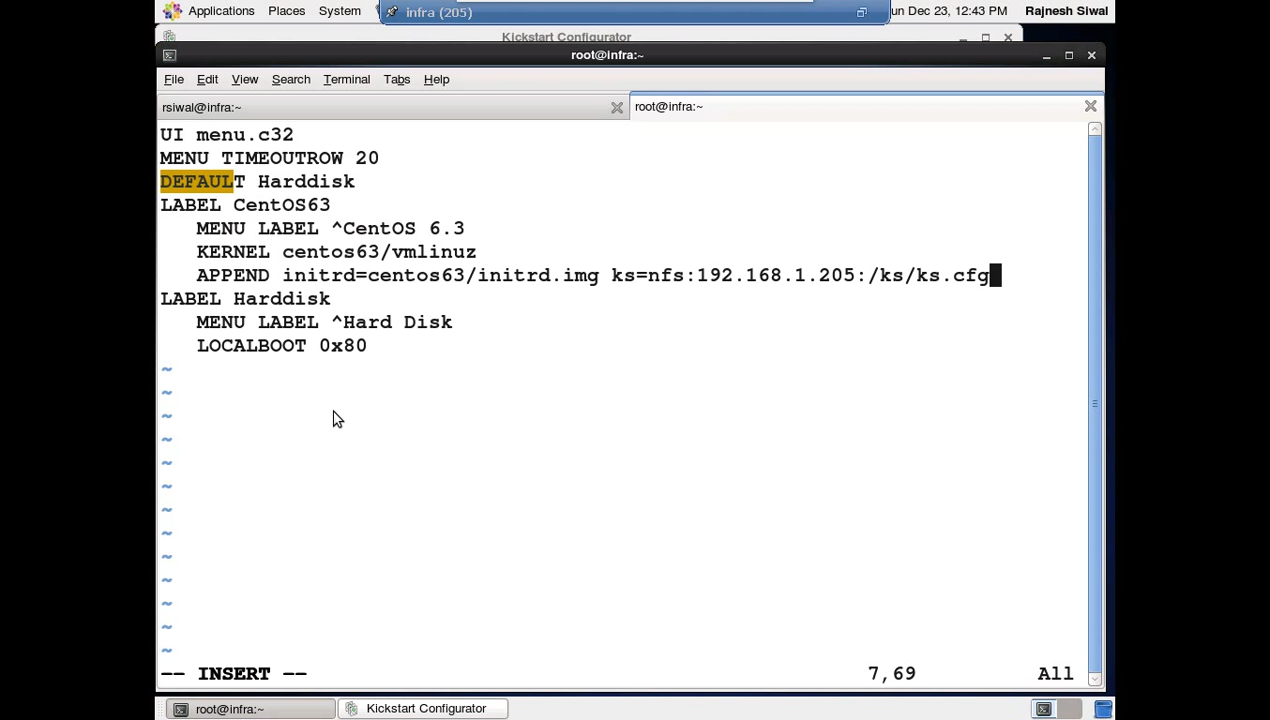 Applications Places System infra (205) un Dec 23, 12:43 PM Rajnesh Siwal
Kickstart Configurator
root@infra:~
File Edit View Search Terminal Tabs Help
rsiwal@infra:~ root@infra:~
UI menu.c32
MENU TIMEOUTROW 20
DEFAULT Harddisk
LABEL CentOS63
MENU LABEL ^CentOS 6.3
KERNEL centos63/vmlinuz
APPEND initrd=centos63/initrd.img ks=nfs:192.168.1.205:/ks/ks.cfg
LABEL Harddisk
MENU LABEL ^Hard Disk
LOCALBOOT 0x80
~
~
~
~
~
~
~
~
~
~
~
~
~
-- INSERT -- 7,69 All
root@infra:~ Kickstart Configurator